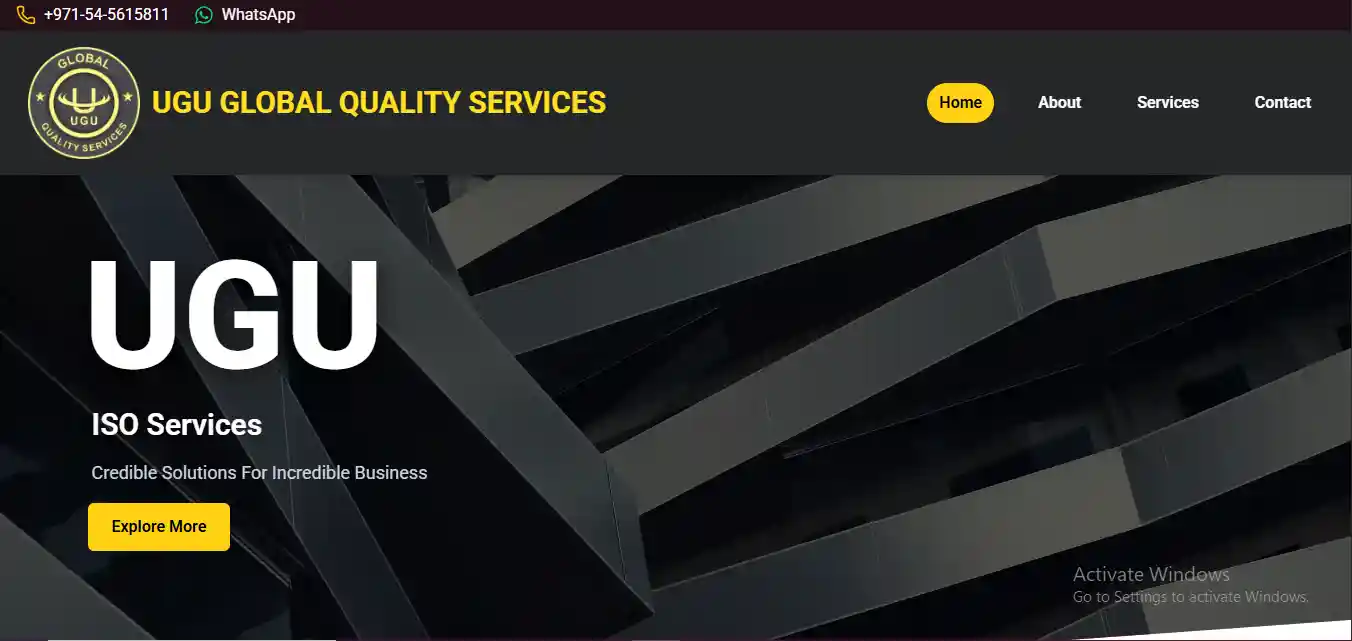 +971-54-5615811 WhatsApp
GLOBAL
UGU
QUALITY SERVICES
UGU GLOBAL QUALITY SERVICES
Home About Services Contact
UGU
ISO Services
Credible Solutions For Incredible Business
Explore More
Activate Windows
Go to Settings to activate Windows.